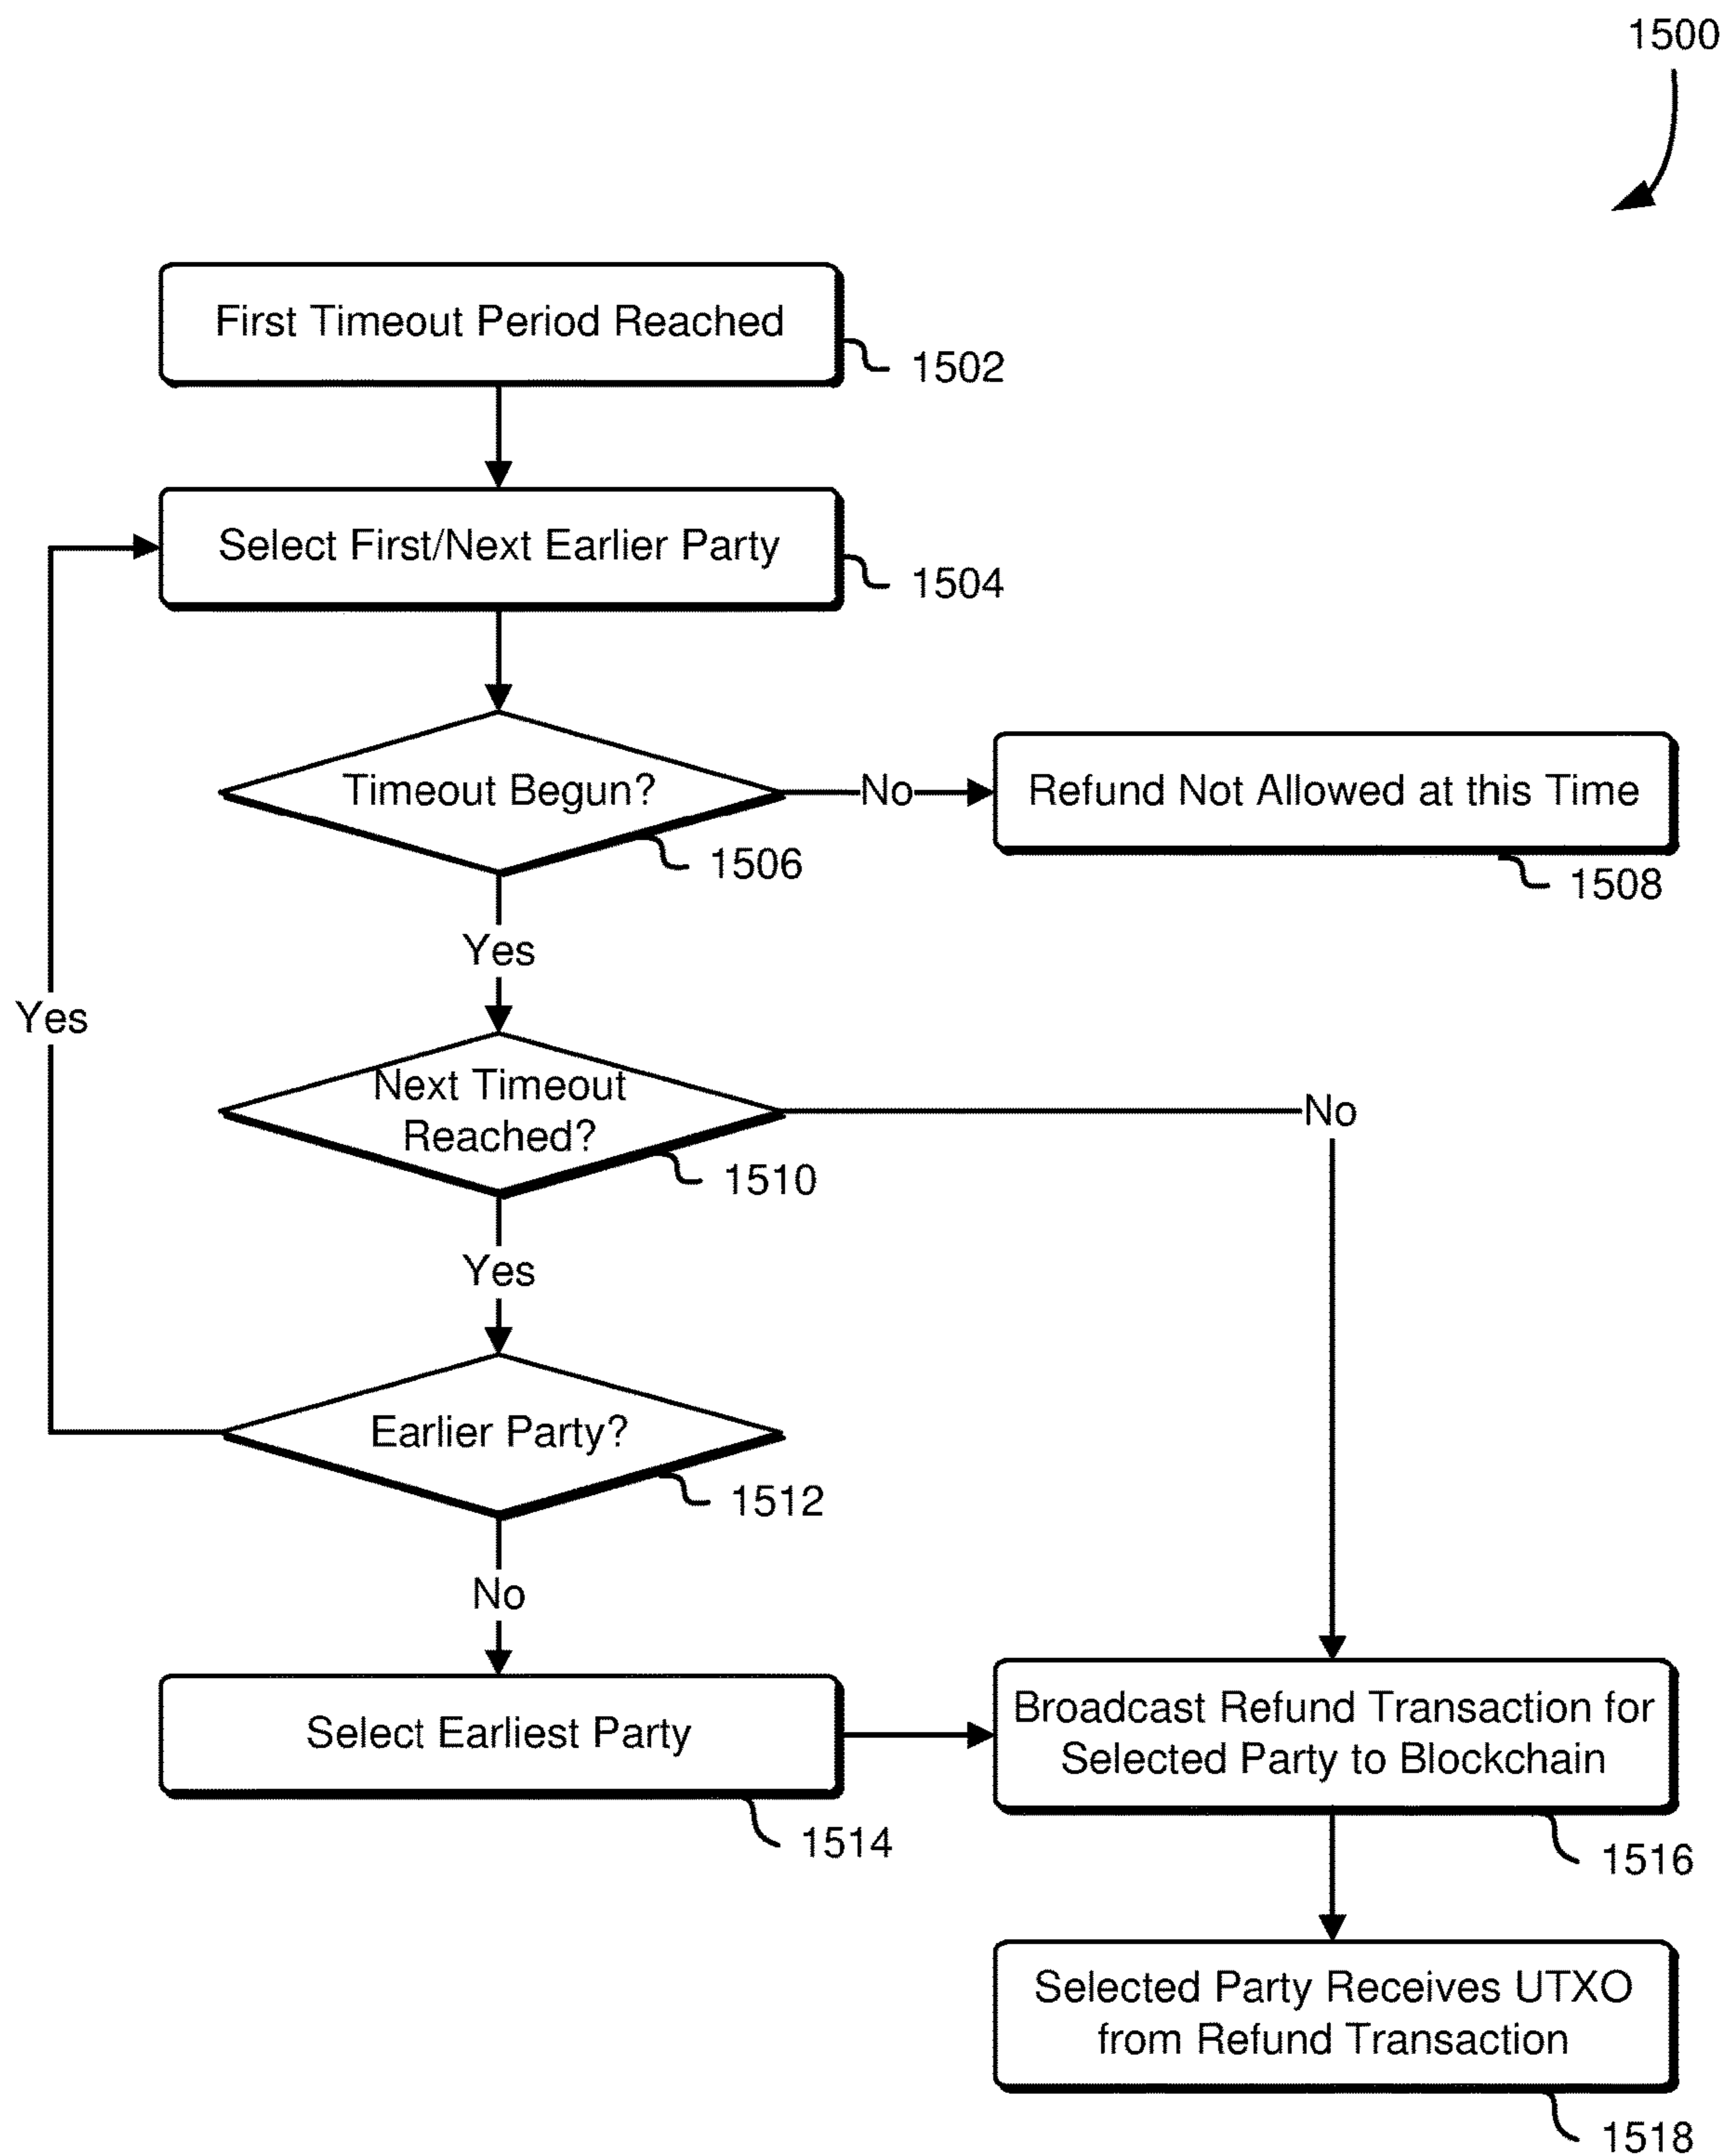 1500
First Timeout Period Reached
1502
Select First/Next Earlier Party
1504
Timeout Begun?
No
Refund Not Allowed at this Time
1506
1508
Yes
Yes
Next Timeout
Reached?
No
1510
Yes
Earlier Party?
1512
No
Select Earliest Party
1514
Broadcast Refund Transaction for
Selected Party to Blockchain
1516
Selected Party Receives UTXO
from Refund Transaction
1518